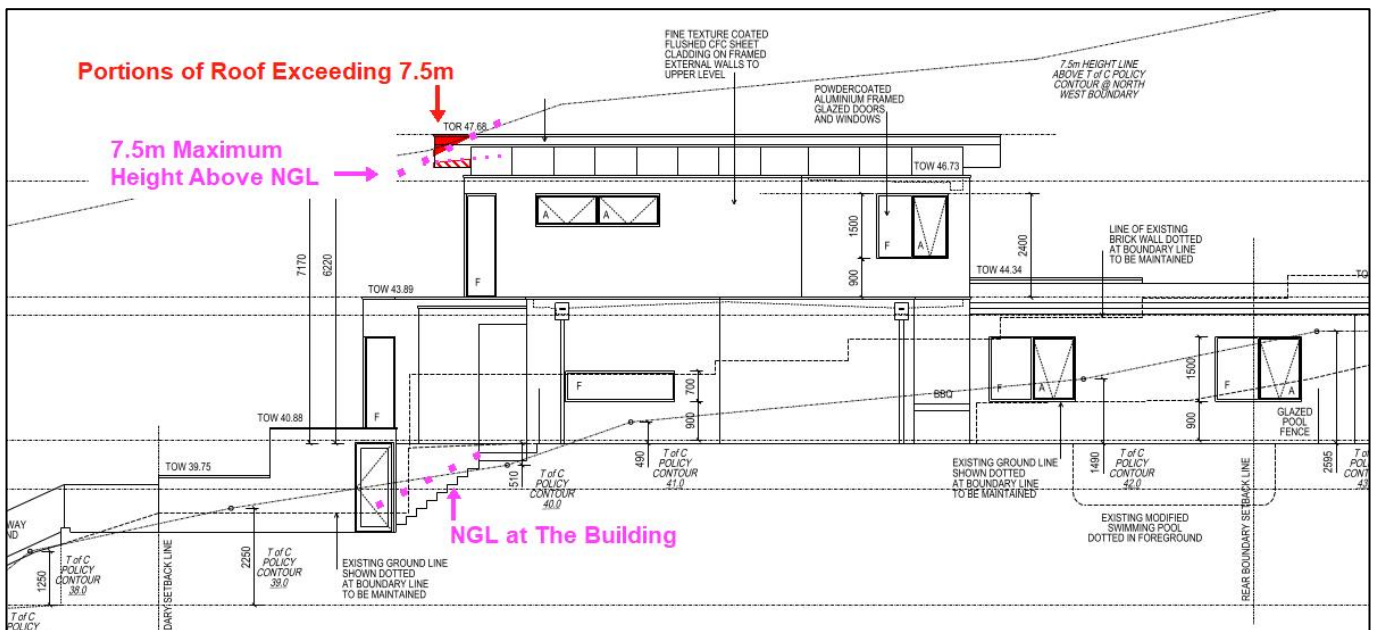 Portions of Roof Exceeding 7.5m
FINE TEXTURE COATED
FLUSHED CFC SHEET
CLADDING ON FRAMED
EXTERNAL WALLS TO
UPPER LEVEL
7.5m HEIGHT LINE
ABOVE T of C POLICY
CONTOUR @ NORTH
WEST BOUNDARY
POWDERCOATED
ALUMINIUM FRAMED
GLAZED DOORS
AND WINDOWS
TOR 47.68
7.5m Maximum
Height Above NGL
TOW 46.73
A
A
F
A
F
1500
900
2400
LINE OF EXISTING
BRICK WALL DOTTED
AT BOUNDARY LINE
TO BE MAINTAINED
7170
6220
TOW 44.34
TOW 43.89
F
F
700
900
BBQ
F
A
F
A
1500
900
GLAZED
POOL
FENCE
TOW 40.88
TOW 39.75
510
T of C
POLICY
CONTOUR
40.0
490
T of C
POLICY
CONTOUR
41.0
EXISTING GROUND LINE
SHOWN DOTTED
AT BOUNDARY LINE
TO BE MAINTAINED
1490
T of C
POLICY
CONTOUR
42.0
2595
NGL at The Building
EXISTING MODIFIED
SWIMMING POOL
DOTTED IN FOREGROUND
REAR BOUNDARY SETBACK LINE
1250
T of C
POLICY
CONTOUR
38.0
2250
T of C
POLICY
CONTOUR
39.0
EXISTING GROUND LINE
SHOWN DOTTED
AT BOUNDARY LINE
TO BE MAINTAINED
SETBACK LINE
T of C
POLICY